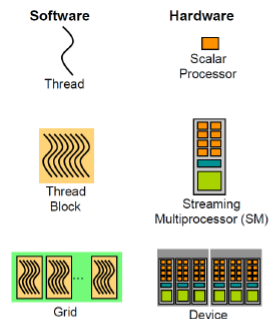 Software
Hardware
Thread
Scalar
Processor
Thread
Block
Streaming
Multiprocessor (SM)
...
Grid
Device